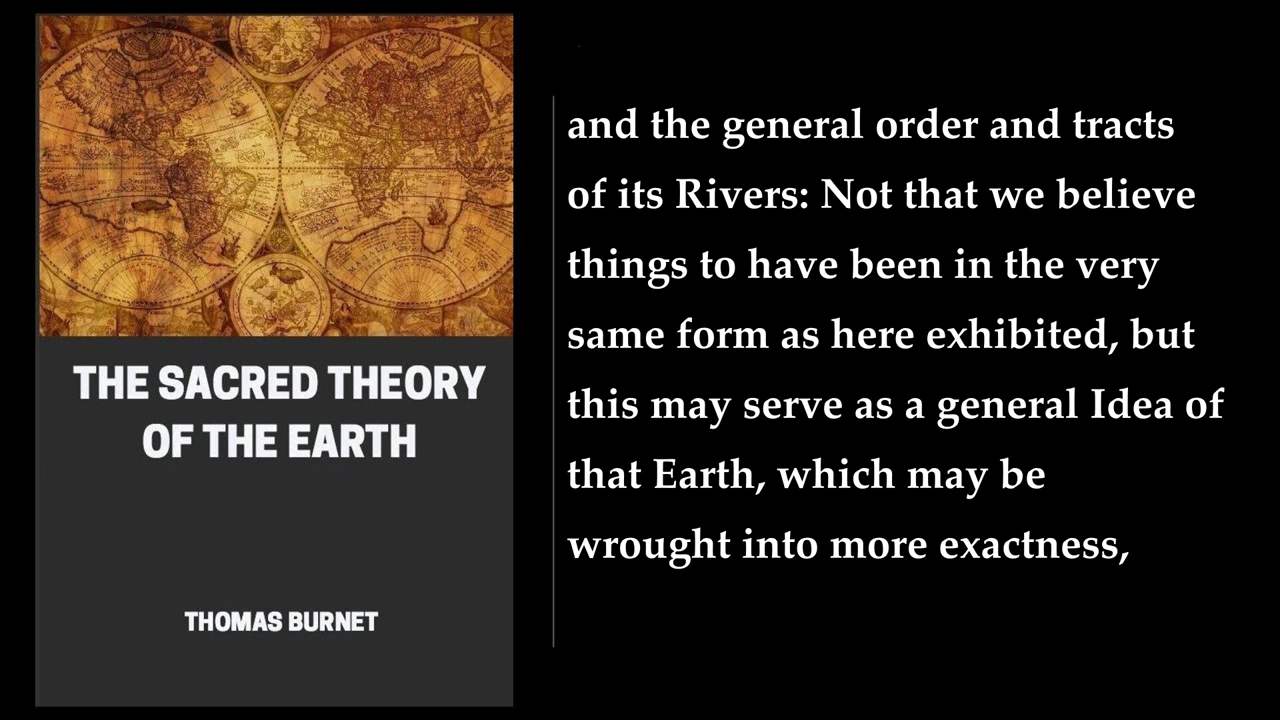 THE SACRED THEORY
OF THE EARTH
THOMAS BURNET
and the general order and tracts
of its Rivers: Not that we believe
things to have been in the very
same form as here exhibited, but
this may serve as a general Idea of
that Earth, which may be
wrought into more exactness,